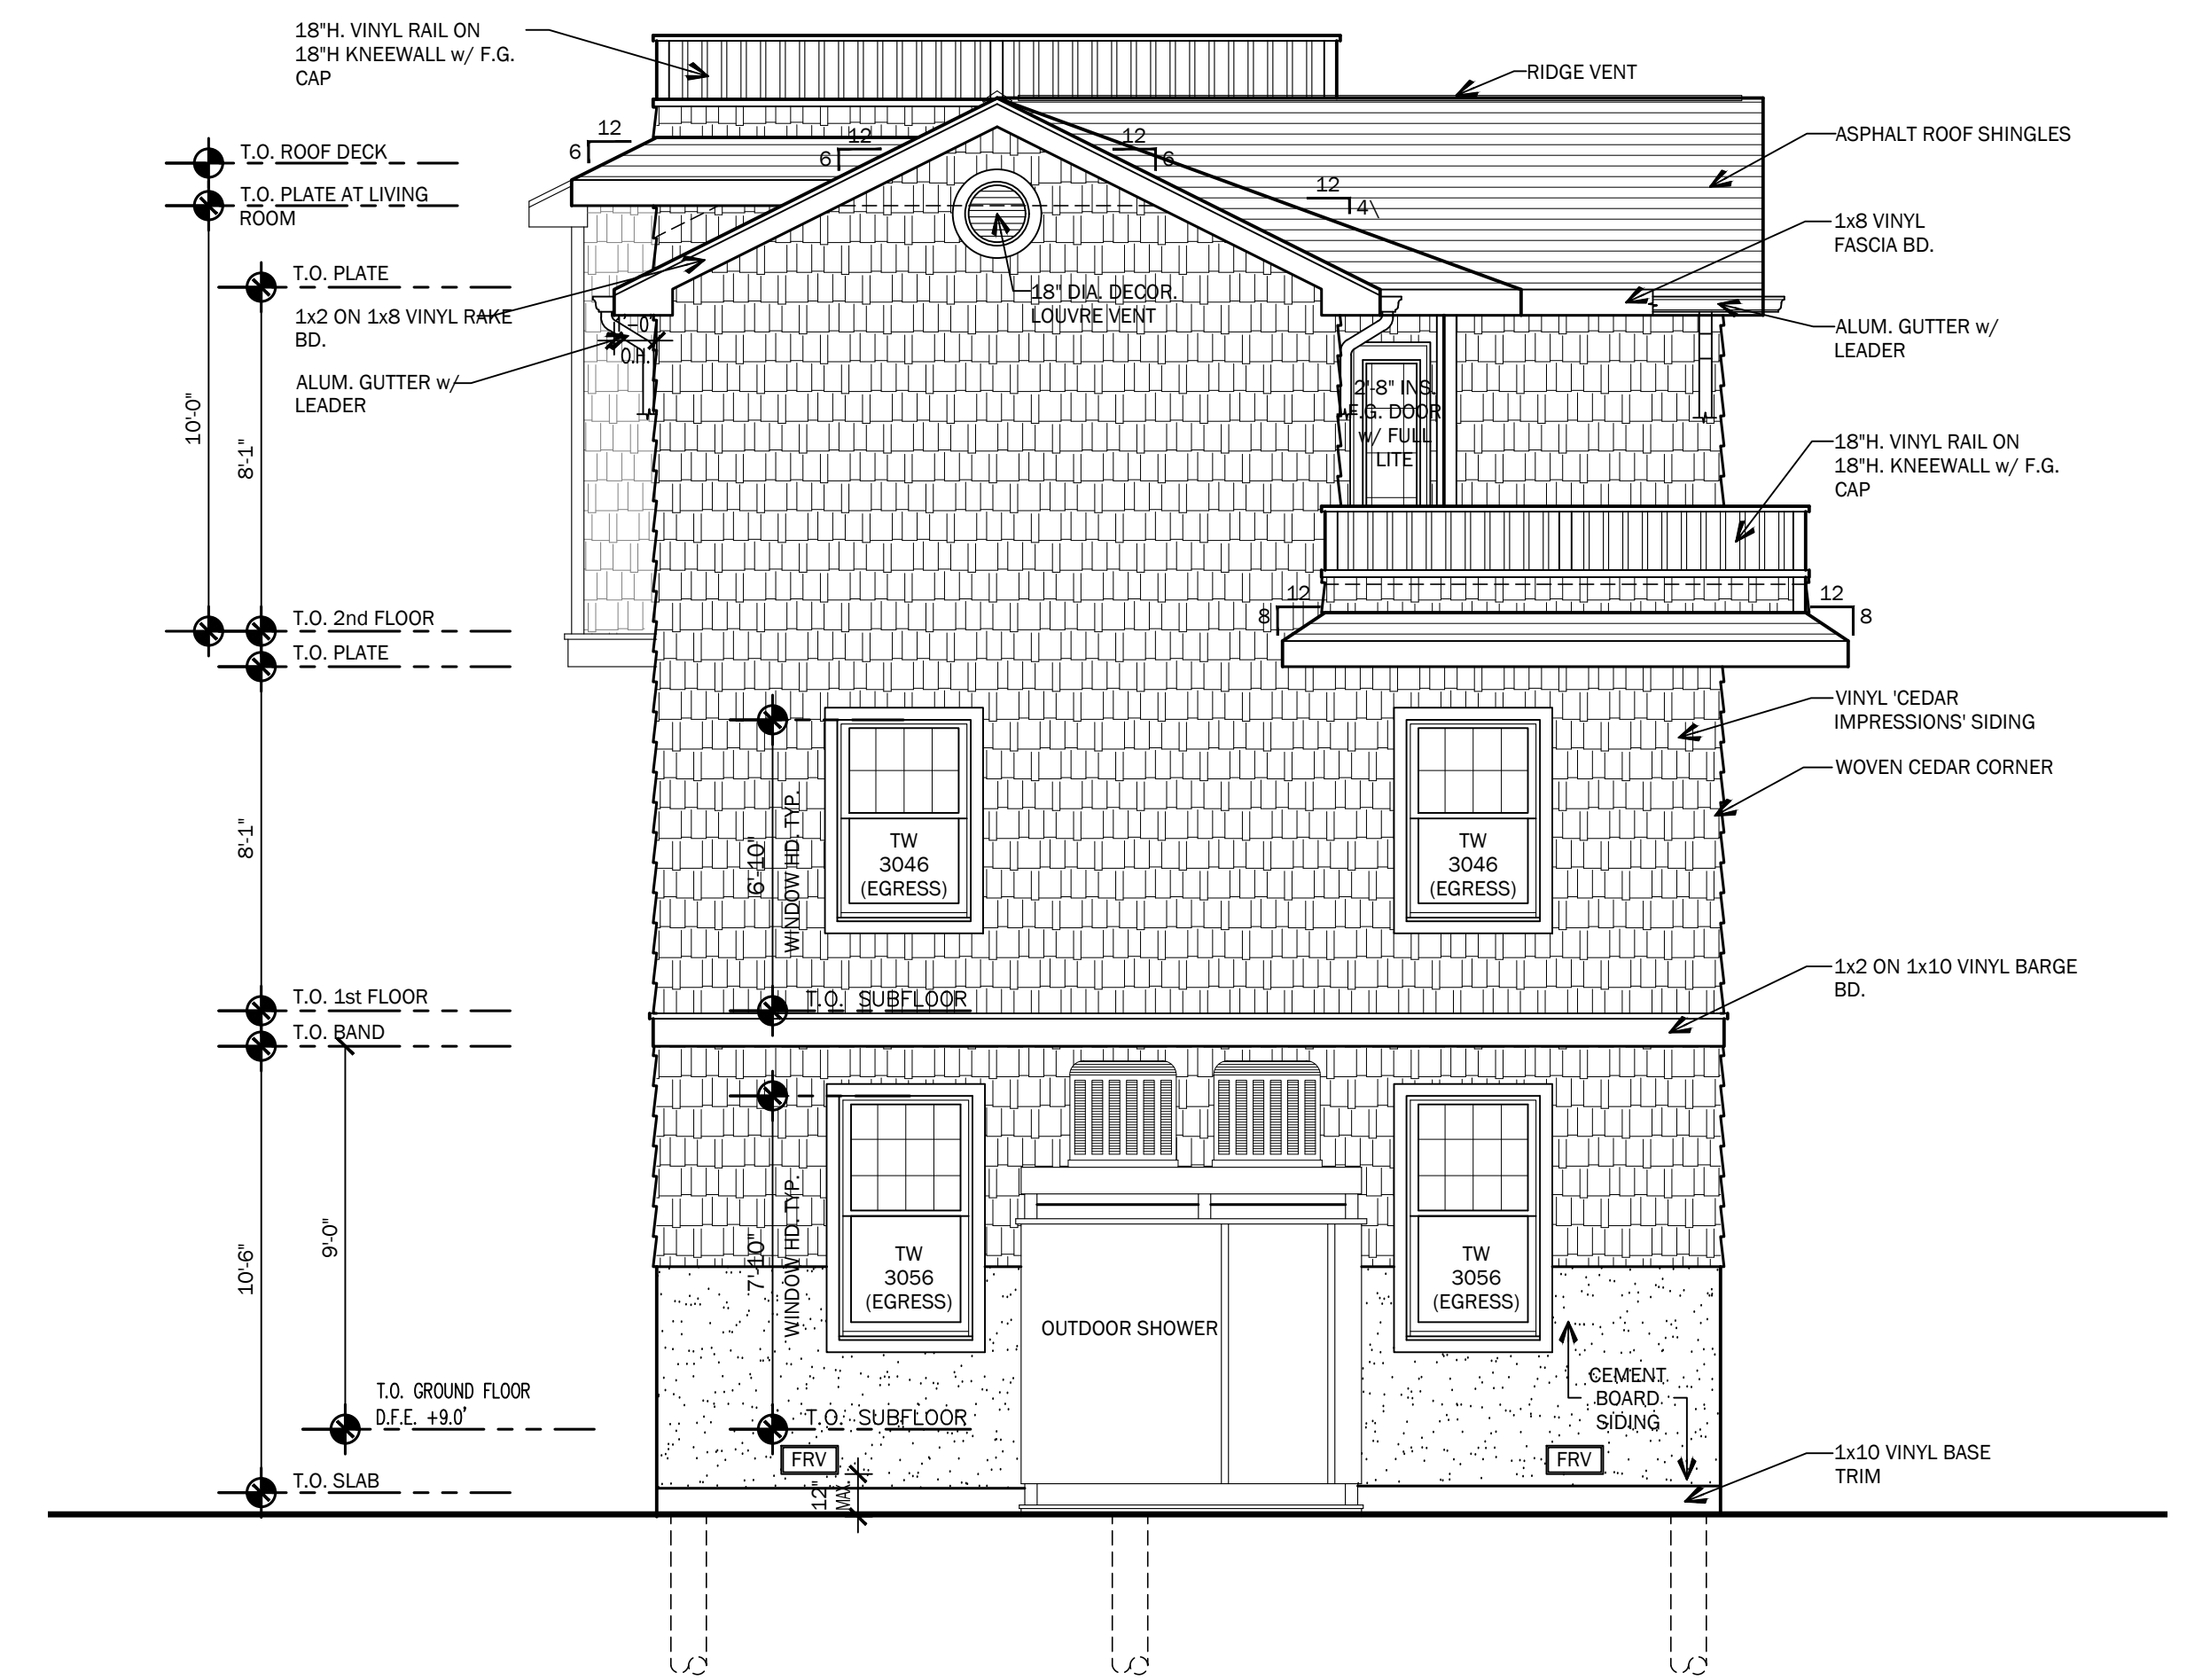 18"H. VINYL RAIL ON
18"H KNEEWALL w/ F.G.
CAP
RIDGE VENT
ASPHALT ROOF SHINGLES
12
6
12
6
12
6
12
4\
T.O. ROOF DECK
T.O. PLATE AT LIVING
ROOM
1x8 VINYL
FASCIA BD.
T.O. PLATE
18" DIA. DECOR.
LOUVRE VENT
1x2 ON 1x8 VINYL RAKE
BD.
O.H.
ALUM. GUTTER w/
LEADER
ALUM. GUTTER w/
LEADER
2'-8" INS.
F.G. DOOR
w/ FULL
LITE
10'-0"
8'-1"
18"H. VINYL RAIL ON
18"H. KNEEWALL w/ F.G.
CAP
12
8
12
8
T.O. 2nd FLOOR
T.O. PLATE
VINYL 'CEDAR
IMPRESSIONS' SIDING
WOVEN CEDAR CORNER
8'-1"
6'-10"
WINDOW HD. TYP.
TW
3046
(EGRESS)
TW
3046
(EGRESS)
1x2 ON 1x10 VINYL BARGE
BD.
T.O. 1st FLOOR
T.O. SUBFLOOR
T.O. BAND
10'-6"
9'-0"
7'-10"
WINDOW HD. TYP.
TW
3056
(EGRESS)
TW
3056
(EGRESS)
OUTDOOR SHOWER
CEMENT
BOARD
SIDING
T.O. GROUND FLOOR
D.F.E. +9.0'
T.O. SUBFLOOR
FRV
FRV
1x10 VINYL BASE
TRIM
T.O. SLAB
12"
MAX.